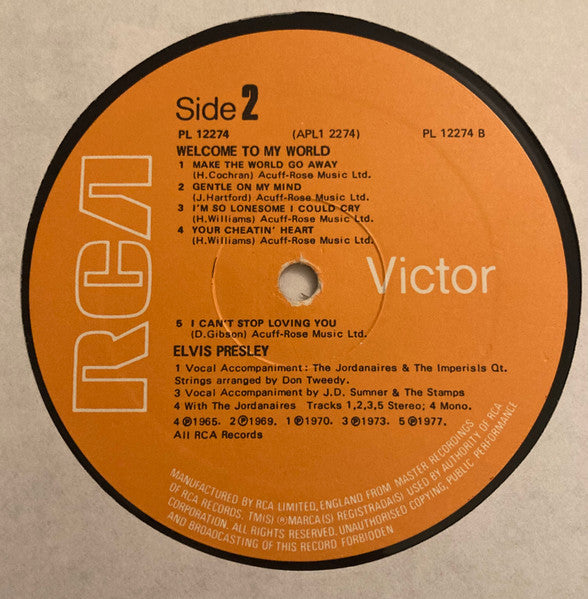 Side 2
PL 12274 (APL1 2274) PL 12274 B
WELCOME TO MY WORLD
1 MAKE THE WORLD GO AWAY
(H.Cochran) Acuff-Rose Music Ltd.
2 GENTLE ON MY MIND
(J.Hartford) Acuff-Rose Music Ltd.
3 I'M SO LONESOME I COULD CRY
(H.Williams) Acuff-Rose Music Ltd.
4 YOUR CHEATIN' HEART
(H.Williams) Acuff-Rose Music Ltd.
RCA
Victor
5 I CAN'T STOP LOVING YOU
(D.Gibson) Acuff-Rose Music Ltd.
ELVIS PRESLEY
1 Vocal Accompaniment: The Jordanaires & The Imperisls Qt.
Strings arranged by Don Tweedy.
3 Vocal Accompaniment by J.D. Sumner & The Stamps
4 With The Jordanaires Tracks 1,2,3,5 Stereo; 4 Mono.
4 ℗1965. 2 ℗1969. 1 ℗1970. 3 ℗1973. 5 ℗1977.
All RCA Records
MANUFACTURED BY RCA LIMITED, ENGLAND FROM MASTER RECORDINGS
OF RCA RECORDS, TM(S) ® MARCA(S) REGISTRADA(S) USED BY AUTHORITY OF RCA
CORPORATION. ALL RIGHTS RESERVED. UNAUTHORISED COPYING, PUBLIC PERFORMANCE
AND BROADCASTING OF THIS RECORD FORBIDDEN